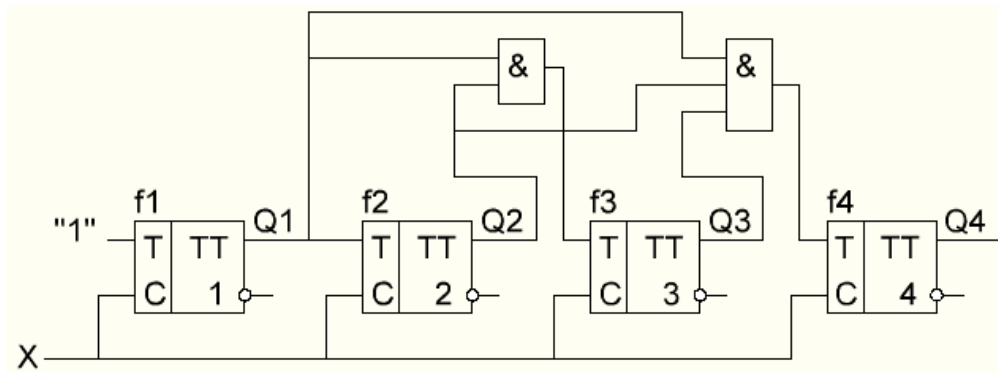 & &
f1 f2 f3 f4
"1" T TT Q1 T TT Q2 T TT Q3 T TT Q4
C 1 C 2 C 3 C 4
X